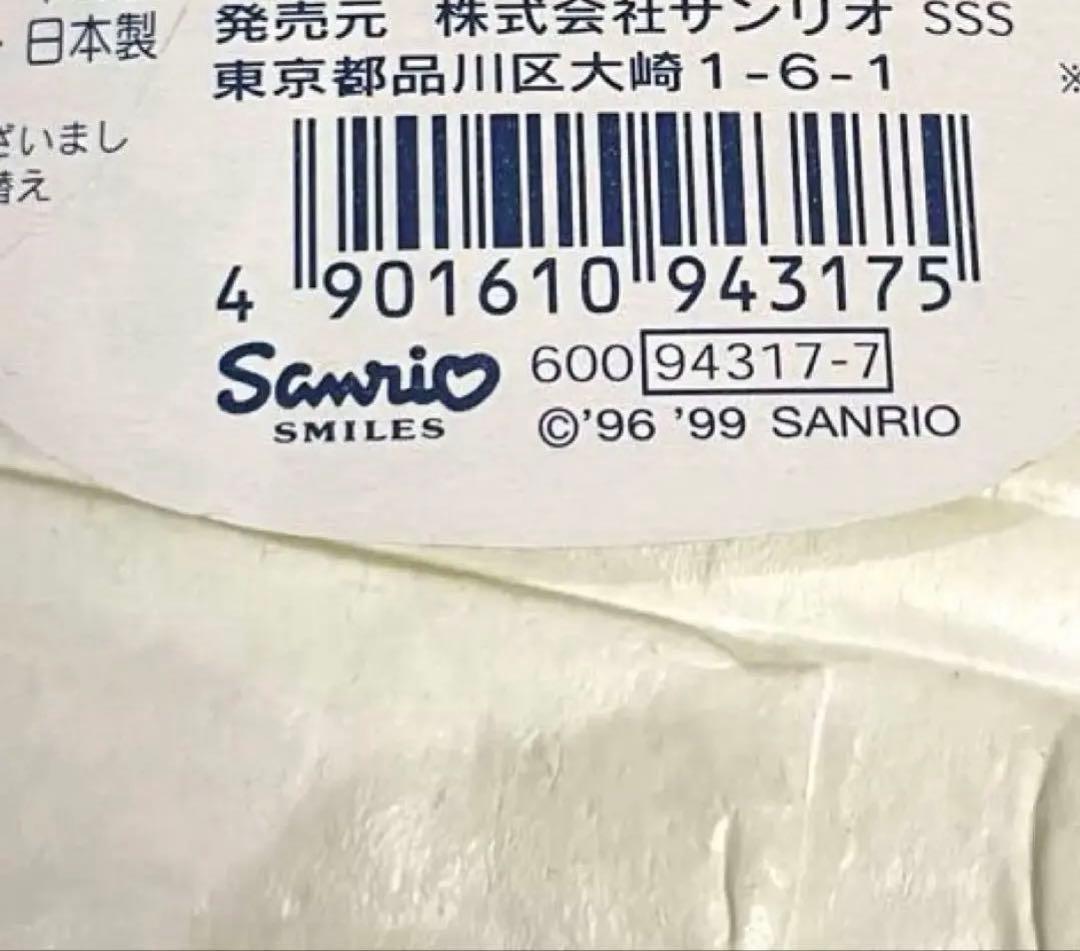 日本製
ざいまし
替え
発売元 株式会社サンリオ SSS
東京都品川区大崎1-6-1
※
4 901610 943175
Sanrio
SMILES
600 94317-7
©'96 '99 SANRIO